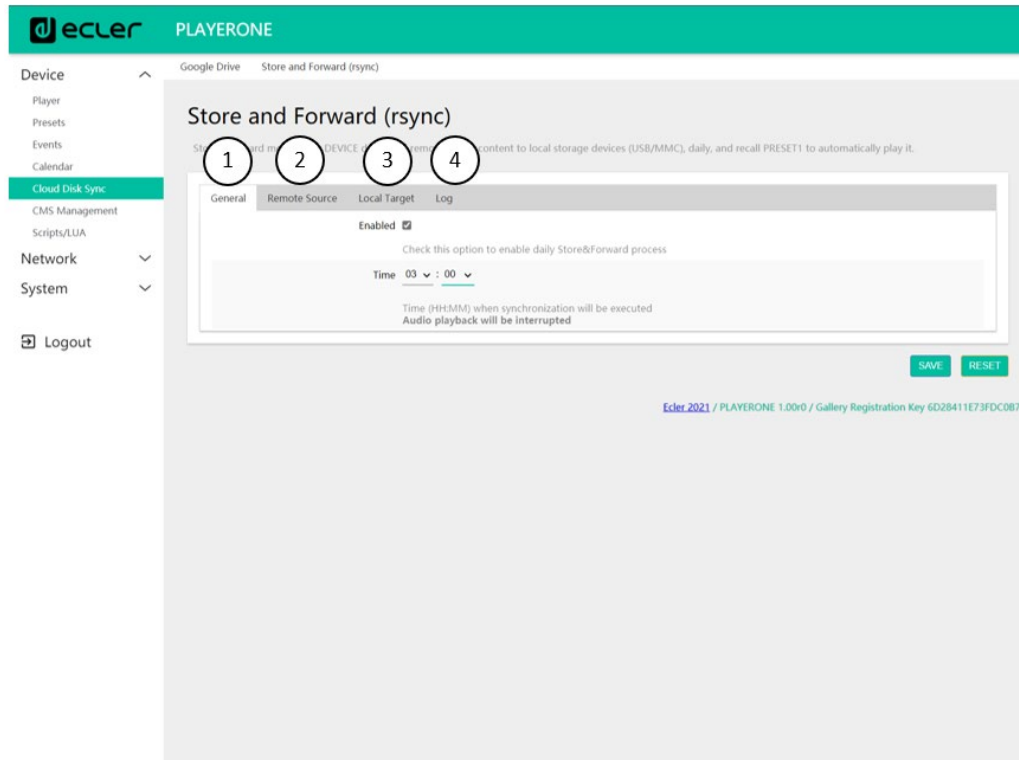 ecler PLAYERONE
Google Drive Store and Forward (rsync)
Device
Player
Presets
Events
Calendar
Cloud Disk Sync
CMS Management
Scripts/LUA
Network
System
Logout
Store and Forward (rsync)
DEVICE content to local storage devices (USB/MMC), daily, and recall PRESET1 to automatically play it.
1 2 3 4
General Remote Source Local Target Log
Enabled
Check this option to enable daily Store&Forward process
Time 03 : 00
Time (HH:MM) when synchronization will be executed
Audio playback will be interrupted
SAVE RESET
Ecler 2021 / PLAYERONE 1.00r0 / Gallery Registration Key 6D28411E73FDC087